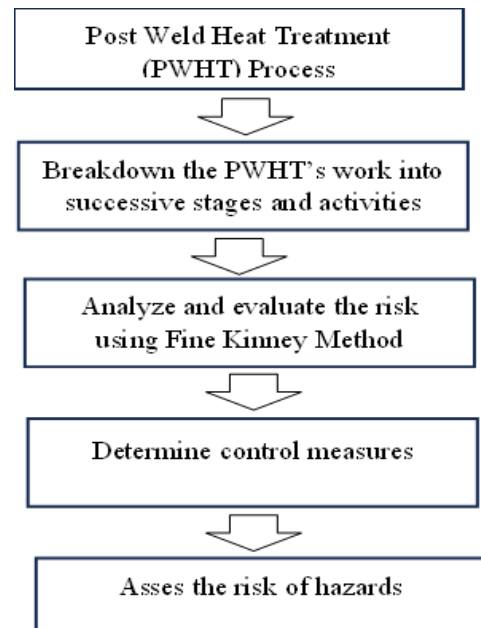 Post Weld Heat Treatment
(PWHT) Process
Breakdown the PWHT's work into
successive stages and activities
Analyze and evaluate the risk
using Fine Kinney Method
Determine control measures
Asses the risk of hazards